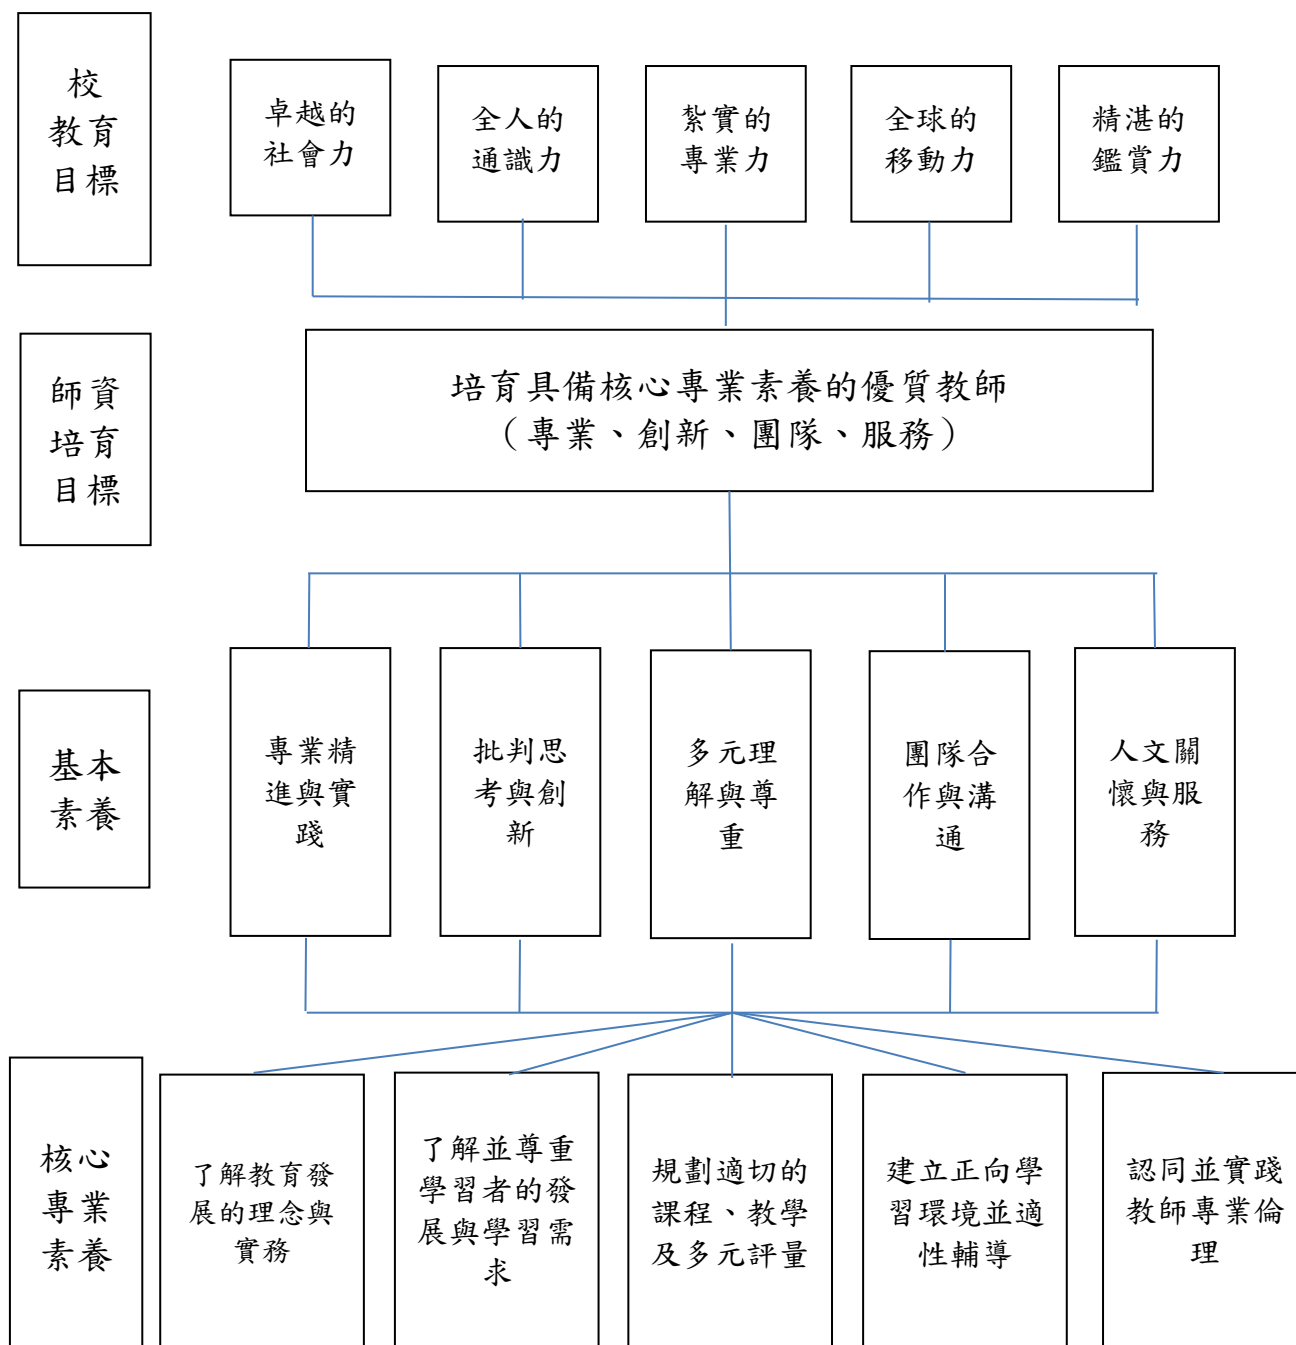 校
教育
目標
卓越的
社會力
全人的
通識力
紮實的
專業力
全球的
移動力
精湛的
鑑賞力
師資
培育
目標
培育具備核心專業素養的優質教師
（專業、創新、團隊、服務）
基本
素養
專業精
進與實
踐
批判思
考與創
新
多元理
解與尊
重
團隊合
作與溝
通
人文關
懷與服
務
核心
專業
素養
了解教育發
展的理念與
實務
了解並尊重
學習者的發
展與學習需
求
規劃適切的
課程、教學
及多元評量
建立正向學
習環境並適
性輔導
認同並實踐
教師專業倫
理